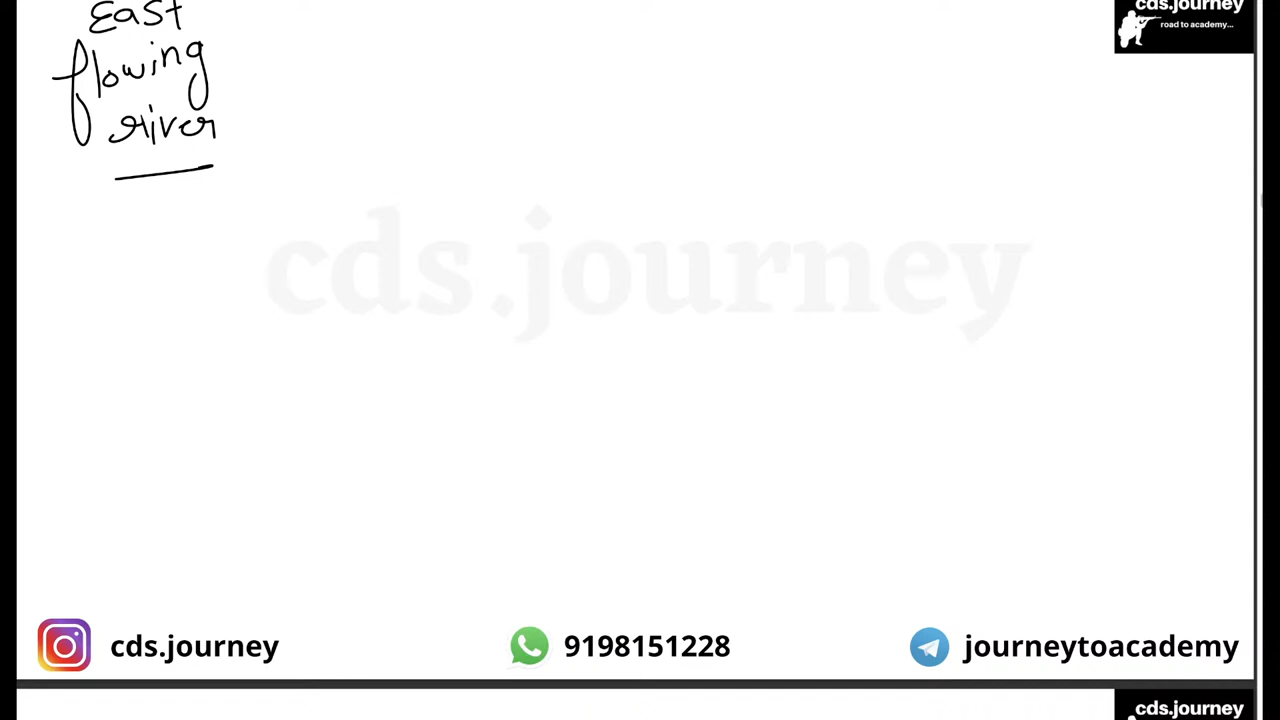 cds.journey
road to academy...
East
flowing
river
cds.journey
cds.journey
9198151228
journeytoacademy
cds.journey